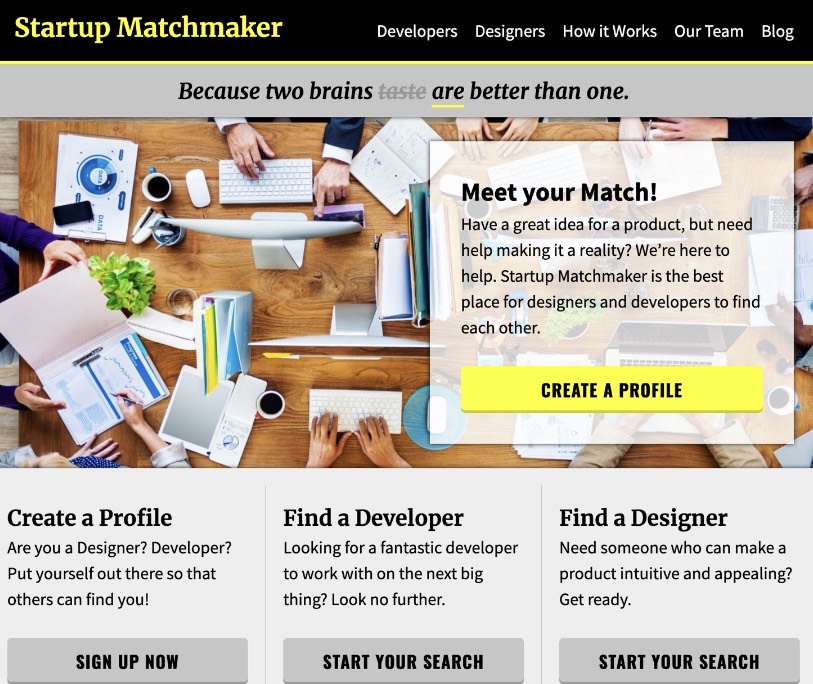 Startup Matchmaker
Developers Designers How it Works Our Team Blog
Because two brains taste are better than one.
DATA
DATA
Meet your Match!
Have a great idea for a product, but need
help making it a reality? We’re here to
help. Startup Matchmaker is the best
place for designers and developers to find
each other.
CREATE A PROFILE
Create a Profile
Are you a Designer? Developer?
Put yourself out there so that
others can find you!
SIGN UP NOW
Find a Developer
Looking for a fantastic developer
to work with on the next big
thing? Look no further.
START YOUR SEARCH
Find a Designer
Need someone who can make a
product intuitive and appealing?
Get ready.
START YOUR SEARCH